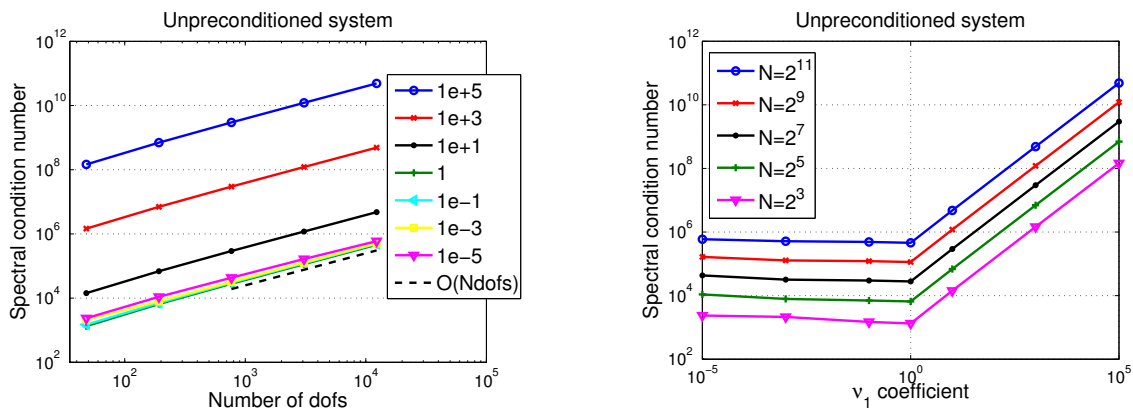 Unpreconditioned system
Spectral condition number
10^12
10^10
10^8
10^6
10^4
10^2
10^2
10^3
10^4
10^5
Number of dofs
1e+5
1e+3
1e+1
1
1e−1
1e−3
1e−5
O(Ndofs)
Unpreconditioned system
Spectral condition number
10^12
10^10
10^8
10^6
10^4
10^2
10^−5
10^0
10^5
ν_1 coefficient
N=2^11
N=2^9
N=2^7
N=2^5
N=2^3